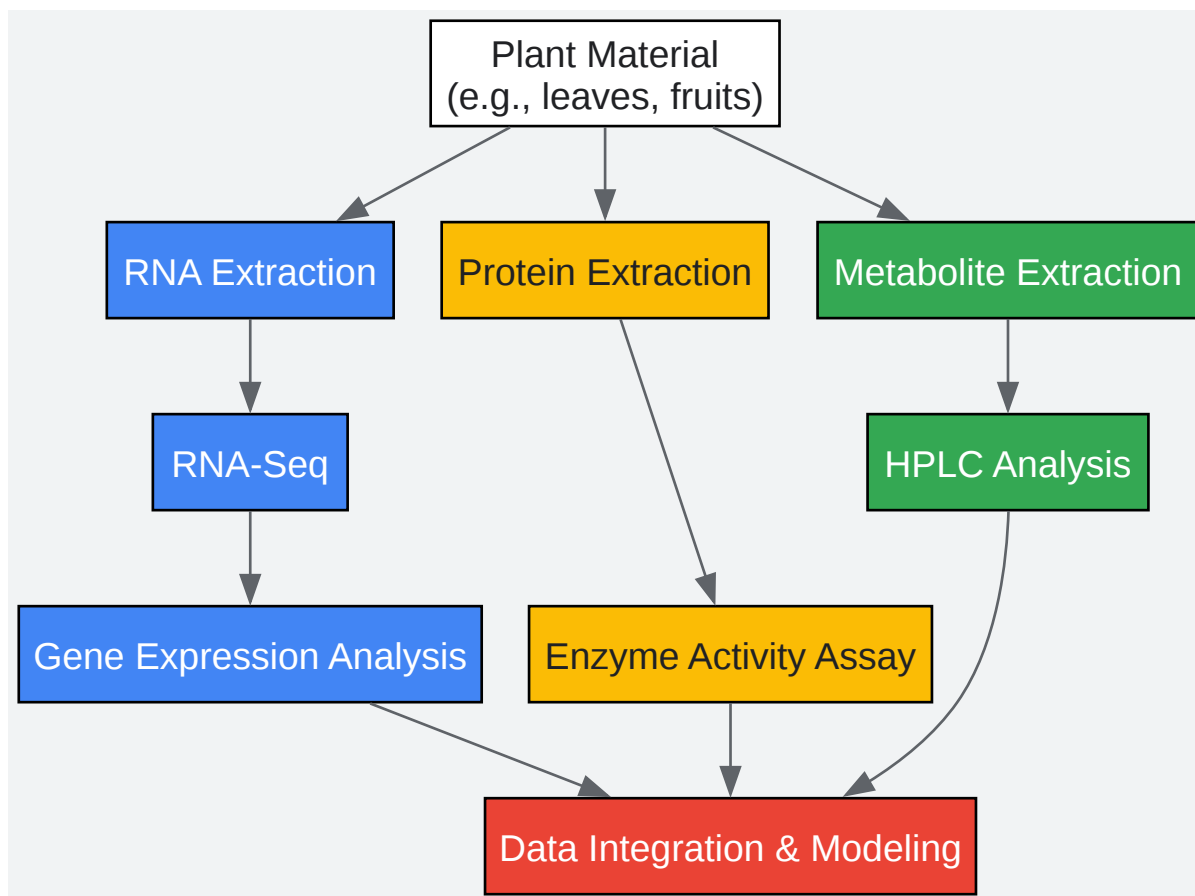 Plant Material
(e.g., leaves, fruits)
RNA Extraction
Protein Extraction
Metabolite Extraction
RNA-Seq
HPLC Analysis
Gene Expression Analysis
Enzyme Activity Assay
Data Integration & Modeling